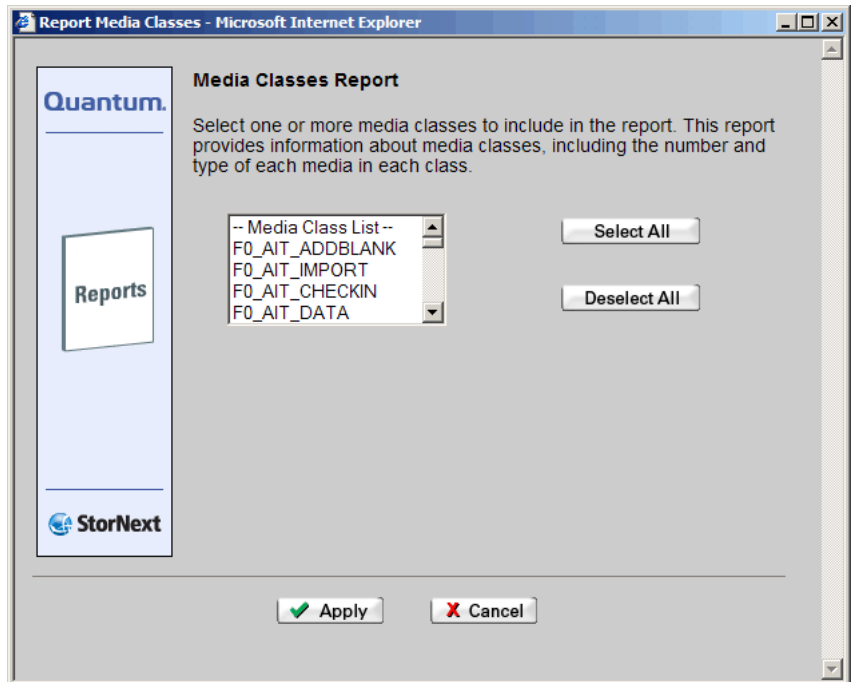 Report Media Classes - Microsoft Internet Explorer
Quantum.
Media Classes Report
Select one or more media classes to include in the report. This report
provides information about media classes, including the number and
type of each media in each class.
-- Media Class List --
F0_AIT_ADDBLANK
F0_AIT_IMPORT
F0_AIT_CHECKIN
F0_AIT_DATA
Select All
Deselect All
Reports
StorNext
Apply
X Cancel